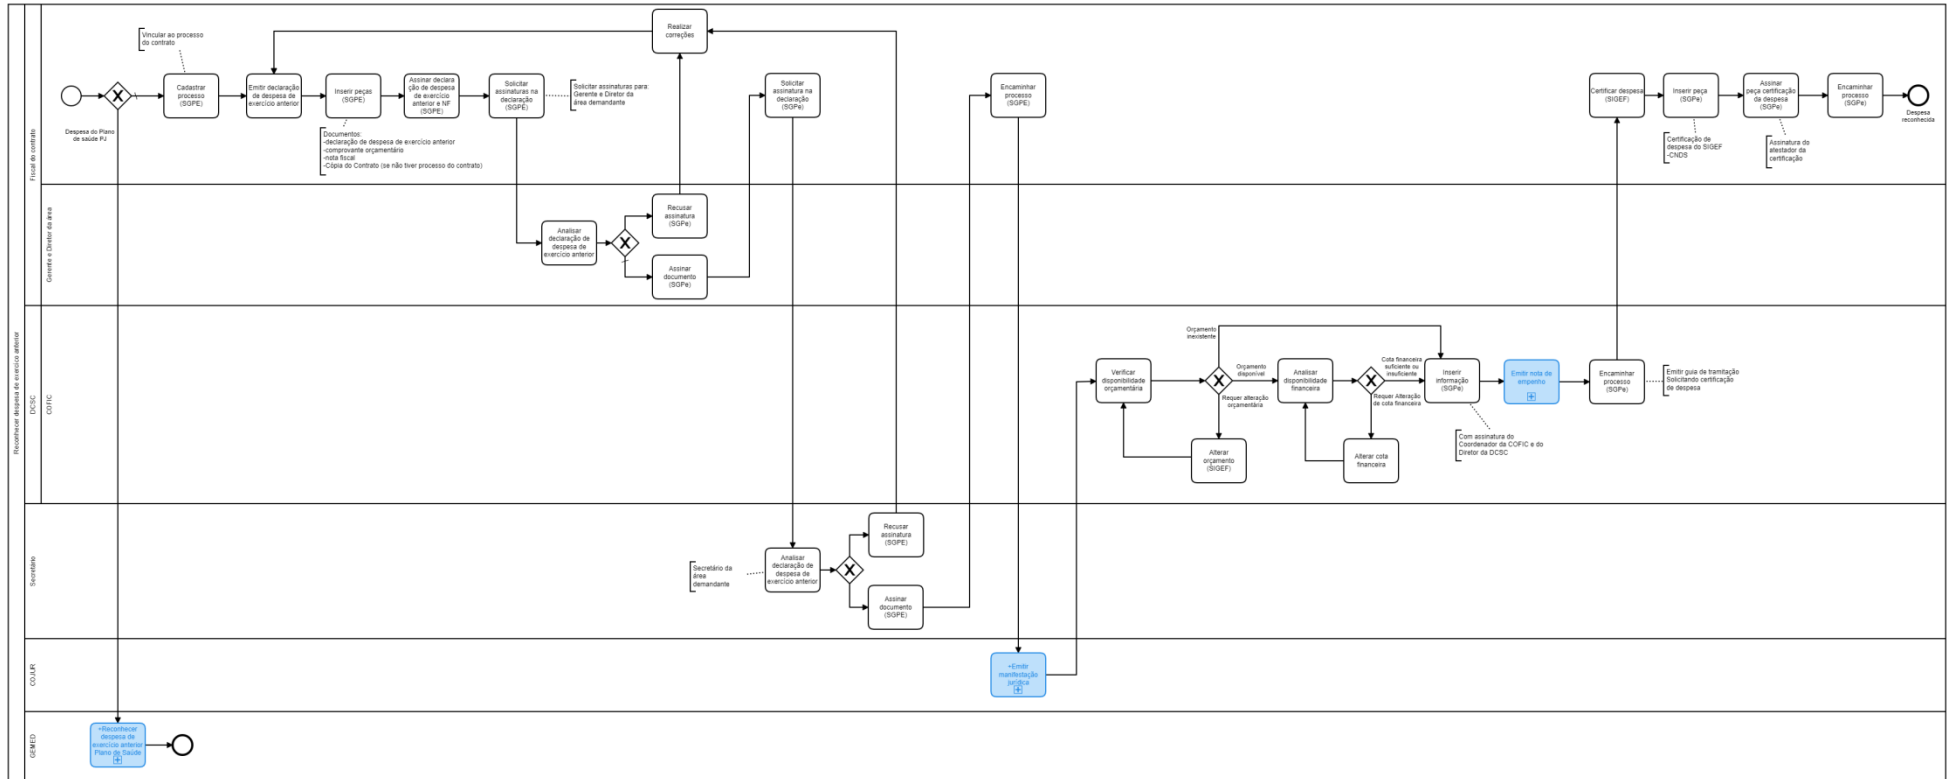 Reconhecer despesa de exercício anterior
Fiscal do contrato
Despesa do Plano
de saúde PJ
Vincular ao processo
do contrato
Cadastrar
processo
(SGPE)
Emitir declaração
de despesa de
exercício anterior
Inserir peças
(SGPE)
Documentos:
-declaração de despesa de exercício anterior
-comprovante orçamentário
-nota fiscal
-Cópia do Contrato (se não tiver processo do contrato)
Assinar declara
ção de despesa
de exercício
anterior e NF
(SGPE)
Solicitar
assinaturas na
declaração
(SGPE)
Solicitar assinaturas para:
Gerente e Diretor da
área demandante
Realizar
correções
Solicitar
assinatura na
declaração
(SGPe)
Encaminhar
processo
(SGPE)
Certificar despesa
(SIGEF)
Inserir peça
(SGPe)
Certificação de
despesa do SIGEF
-CNDS
Assinar
peça certificação
da despesa
(SGPe)
Assinatura do
atestador da
certificação
Encaminhar
processo
(SGPe)
Despesa
reconhecida
Gerente e Diretor da área
Analisar
declaração de
despesa de
exercício anterior
Recusar
assinatura
(SGPe)
Assinar
documento
(SGPe)
DCSC
COFIC
Verificar
disponibilidade
orçamentária
Orçamento
inexistente
Orçamento
disponível
Requer alteração
orçamentária
Alterar
orçamento
(SIGEF)
Analisar
disponibilidade
financeira
Cota financeira
suficiente ou
insuficiente
Requer Alteração
de cota financeira
Alterar cota
financeira
Inserir
informação
(SGPe)
Com assinatura do
Coordenador da COFIC e do
Diretor da DCSC
Emitir nota de
empenho
Encaminhar
processo
(SGPe)
Emitir guia de tramitação
Solicitando certificação
de despesa
Secretário
Secretário da
área
demandante
Analisar
declaração de
despesa de
exercício anterior
Recusar
assinatura
(SGPE)
Assinar
documento
(SGPE)
COJUR
+Emitir
manifestação
jurídica
GEMED
+Reconhecer
despesa de
exercício anterior
Plano de Saúde